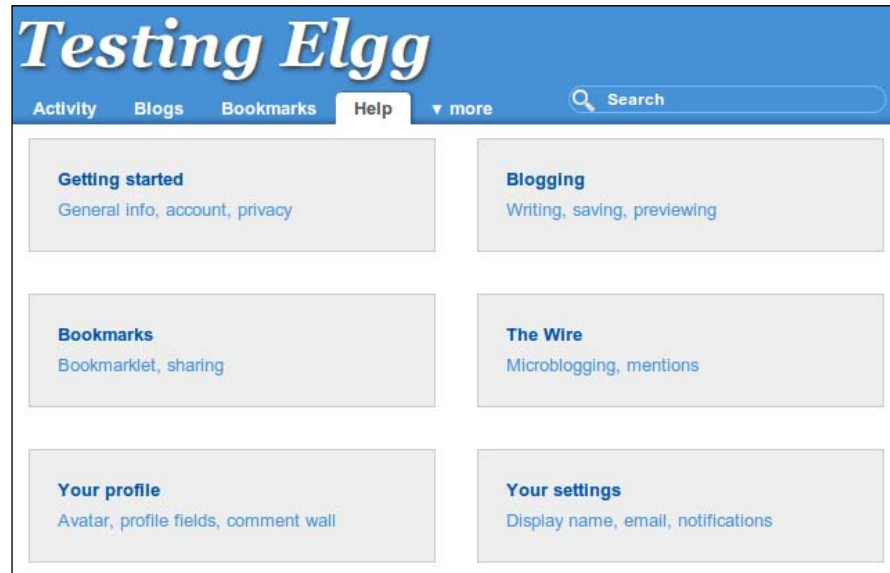 Testing Elgg
Activity Blogs Bookmarks Help ▼ more Search
Getting started
General info, account, privacy
Blogging
Writing, saving, previewing
Bookmarks
Bookmarklet, sharing
The Wire
Microblogging, mentions
Your profile
Avatar, profile fields, comment wall
Your settings
Display name, email, notifications